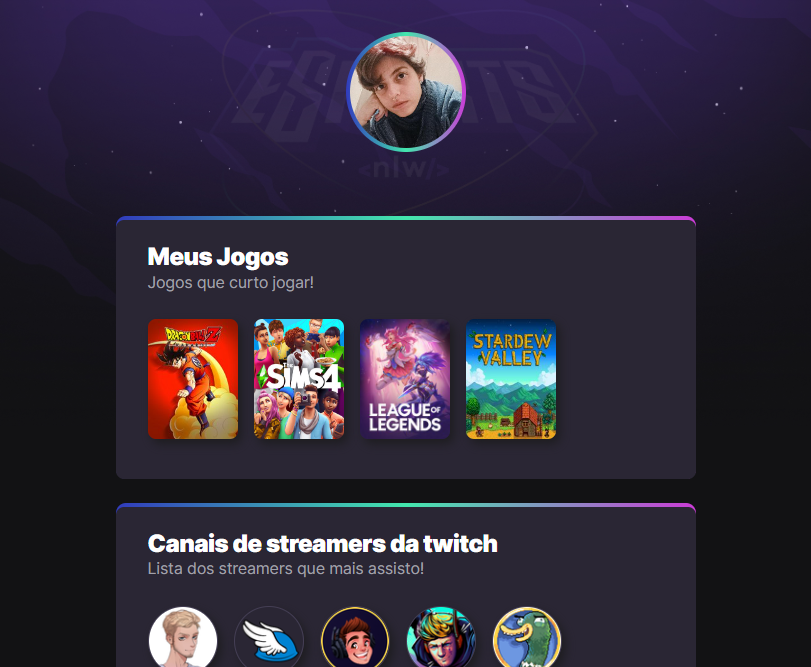 ESPORTS
<nlw/>
Meus Jogos
Jogos que curto jogar!
DRAGON BALL Z
THE SIMS 4
LEAGUE OF
LEGENDS
STARDEW
VALLEY
Canais de streamers da twitch
Lista dos streamers que mais assisto!